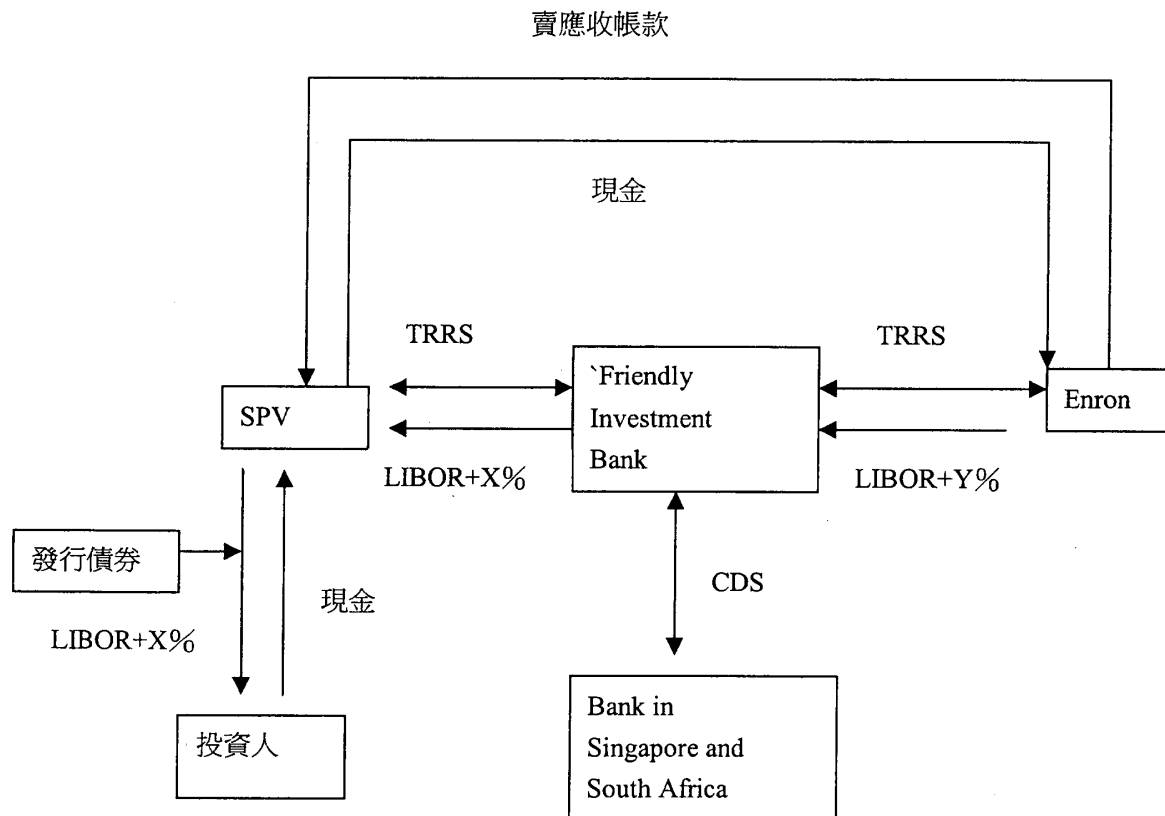 賣應收帳款
現金
TRRS
TRRS
SPV
`Friendly
Investment
Bank
Enron
LIBOR+X%
LIBOR+Y%
發行債券
現金
CDS
LIBOR+X%
投資人
Bank in
Singapore and
South Africa